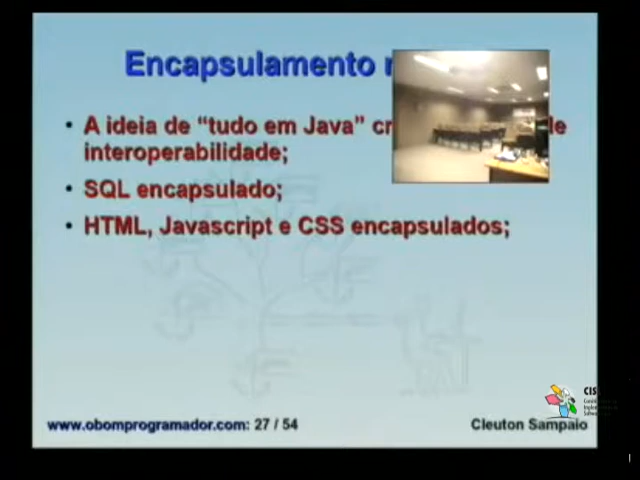 Encapsulamento
• A ideia de “tudo em Java” cr
interoperabilidade;
• SQL encapsulado;
• HTML, Javascript e CSS encapsulados;
CIS
www.obomprogramador.com: 27 / 54
Cleuton Sampaio